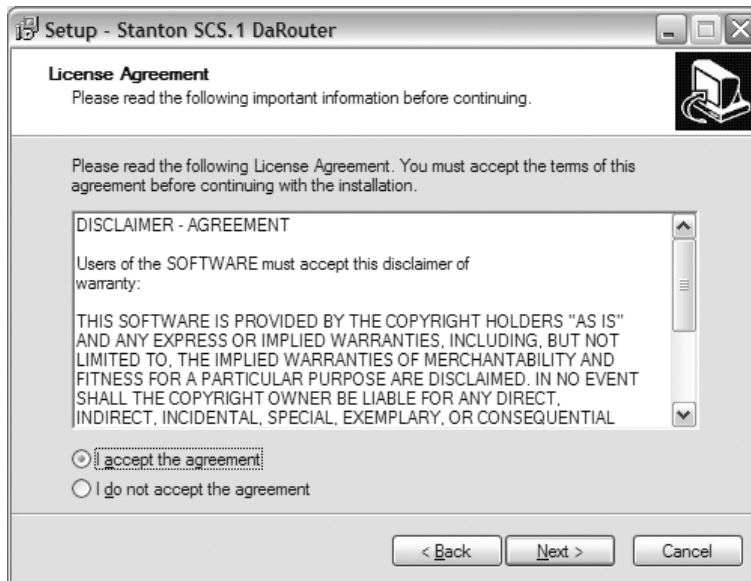 Setup - Stanton SCS.1 DaRouter
License Agreement
Please read the following important information before continuing.
Please read the following License Agreement. You must accept the terms of this
agreement before continuing with the installation.
DISCLAIMER - AGREEMENT
Users of the SOFTWARE must accept this disclaimer of
warranty:
THIS SOFTWARE IS PROVIDED BY THE COPYRIGHT HOLDERS "AS IS"
AND ANY EXPRESS OR IMPLIED WARRANTIES, INCLUDING, BUT NOT
LIMITED TO, THE IMPLIED WARRANTIES OF MERCHANTABILITY AND
FITNESS FOR A PARTICULAR PURPOSE ARE DISCLAIMED. IN NO EVENT
SHALL THE COPYRIGHT OWNER BE LIABLE FOR ANY DIRECT,
INDIRECT, INCIDENTAL, SPECIAL, EXEMPLARY, OR CONSEQUENTIAL
I accept the agreement
I do not accept the agreement
< Back Next > Cancel